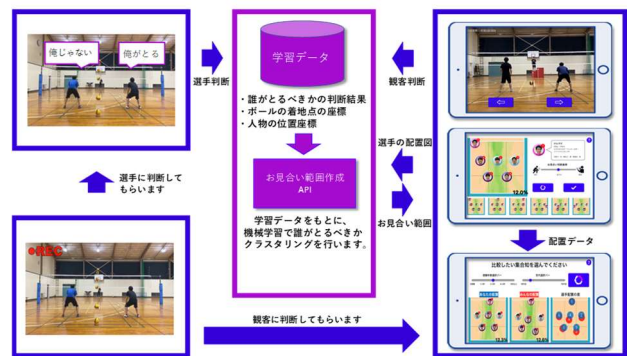 俺じゃない
俺がとる
選手判断
学習データ
・誰がとるべきかの判断結果
・ボールの着地点の座標
・人物の位置座標
観客判断
選手の配置図
お見合い範囲作成
API
お見合い範囲
12.0%
学習データをもとに、
機械学習で誰がとるべきか
クラスタリングを行います。
選手に判断して
もらいます
配置データ
●REC
比較したい集合知を選んでください
12.3%
12.0%
観客に判断してもらいます